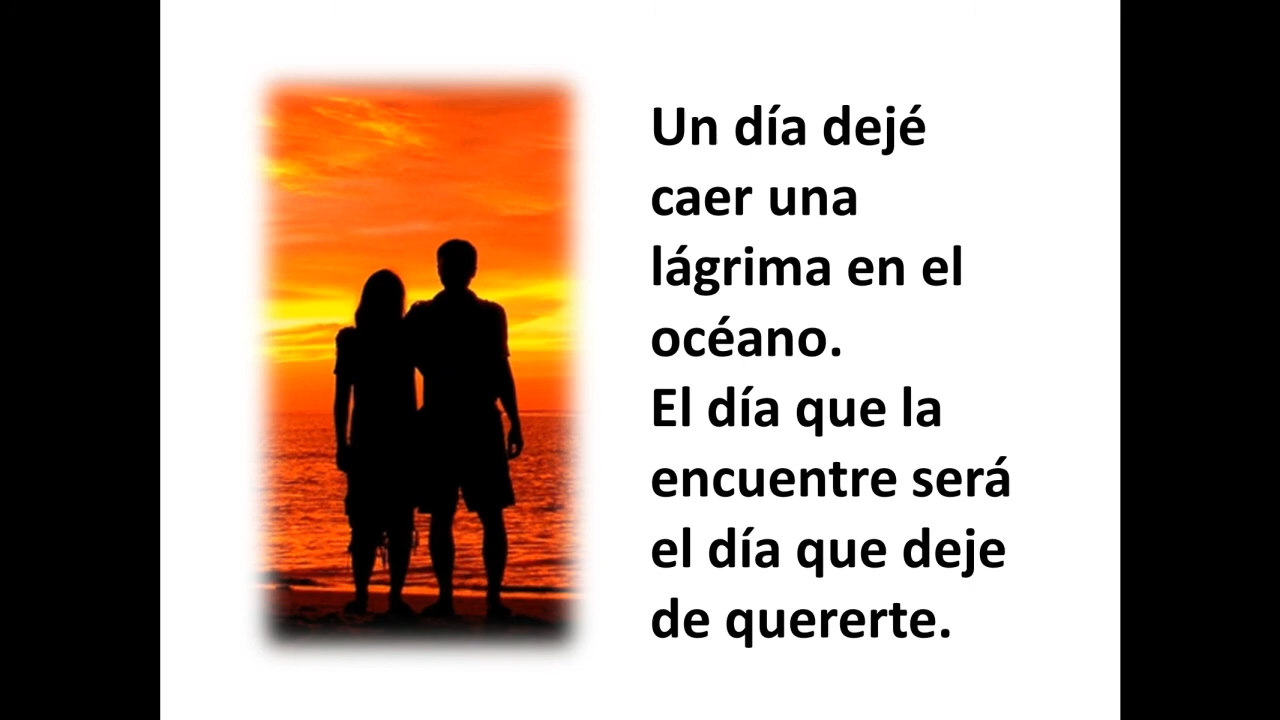 Un día dejé
caer una
lágrima en el
océano.
El día que la
encuentre será
el día que deje
de quererte.